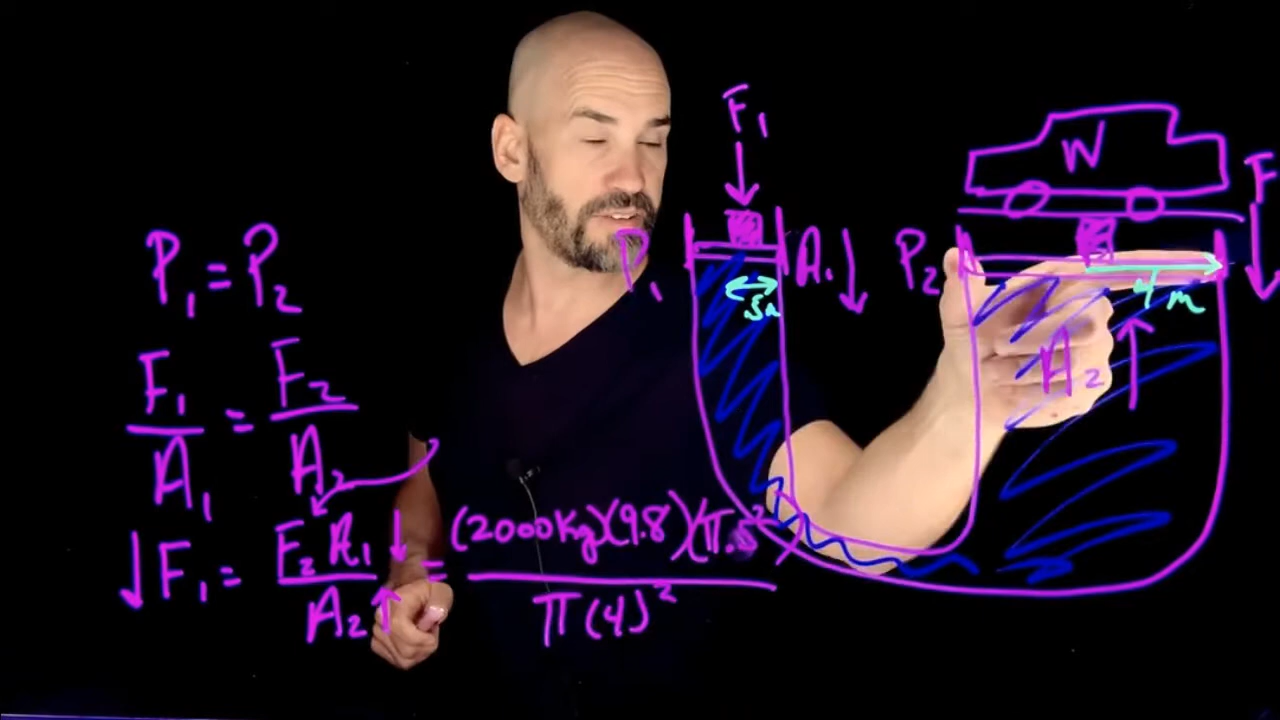 P₁ = P₂
F₁/A₁ = F₂/A₂
↓F₁ = F₂A₁↓/A₂↑ = (2000Kg)(9.8)(π.5²)/π(4)²
F₁
P₁
A₁↓
W
F
P₂
4m
A₂